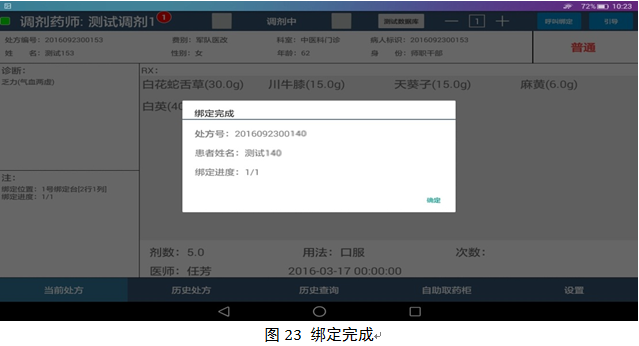 72% 10:23
调剂药师: 测试调剂1 1 调剂中 测试数据库 — 1 + 呼叫绑定 引导
处方编号: 2016092300153 费别: 军队医改 科室: 中医科门诊 病人标识: 2016092300153
姓 名: 测试153 性别: 女 年龄: 62 身 份: 师职干部
普通
诊断:
乏力(气血两虚)
RX:
白花蛇舌草(30.0g) 川牛膝(15.0g) 天葵子(15.0g) 麻黄(6.0g)
白英(40
绑定完成
处方号: 2016092300140
患者姓名: 测试140
绑定进度: 1/1
确定
注:
绑定位置: 1号绑定台[2行1列]
绑定进度: 1/1
剂数: 5.0 用法: 口服 次数:
医师: 任芳 2016-03-17 00:00:00
当前处方 历史处方 历史查询 自助取药柜 设置
图 23 绑定完成